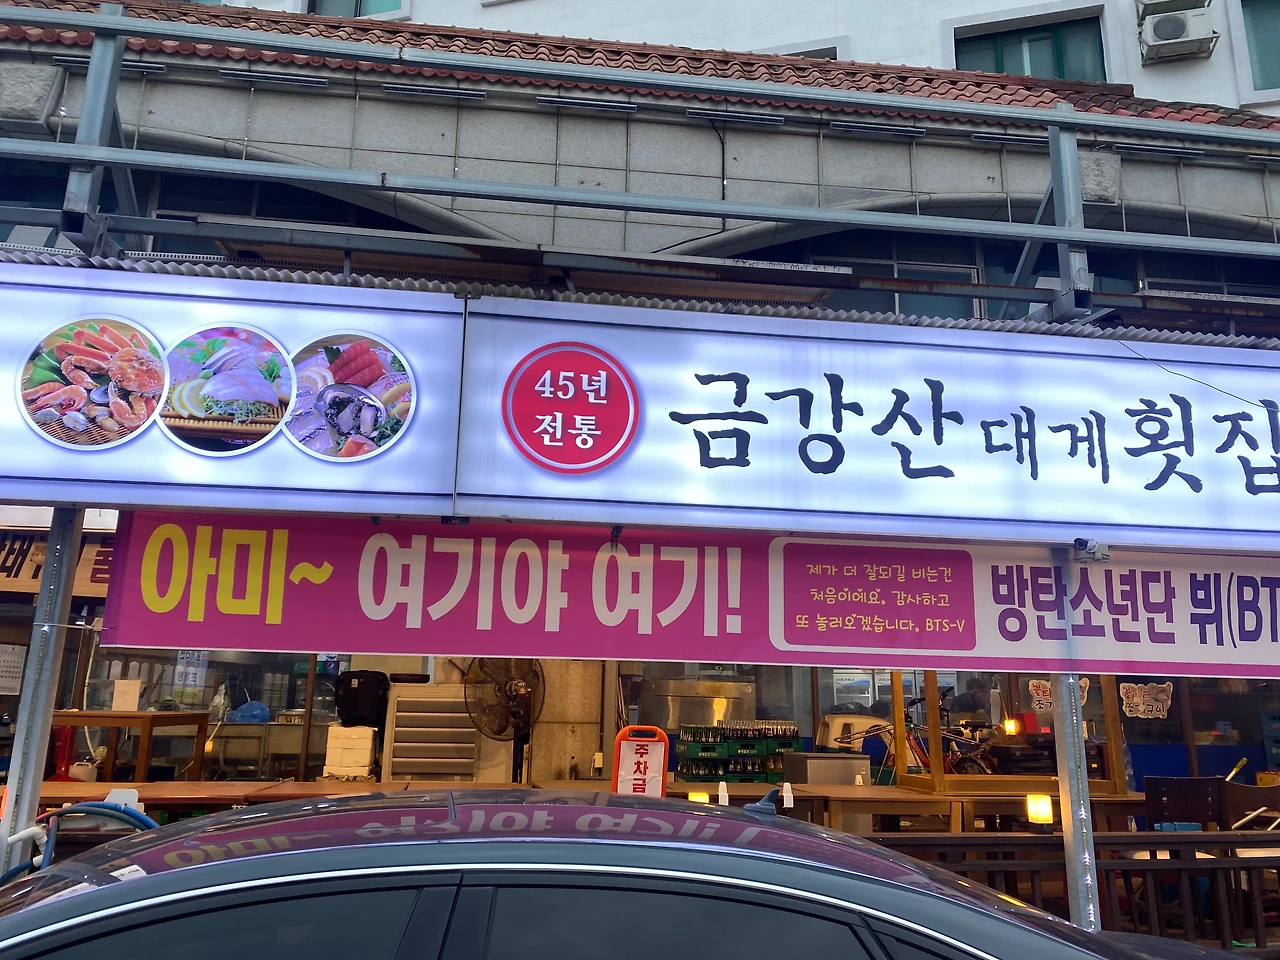 45년
전통
금강산 대게 횟집
아미~ 여기야 여기!
제가 더 잘되길 비는건
처음이에요. 감사하고
또 놀러오겠습니다. BTS-V
방탄소년단 뷔(BT
주차금